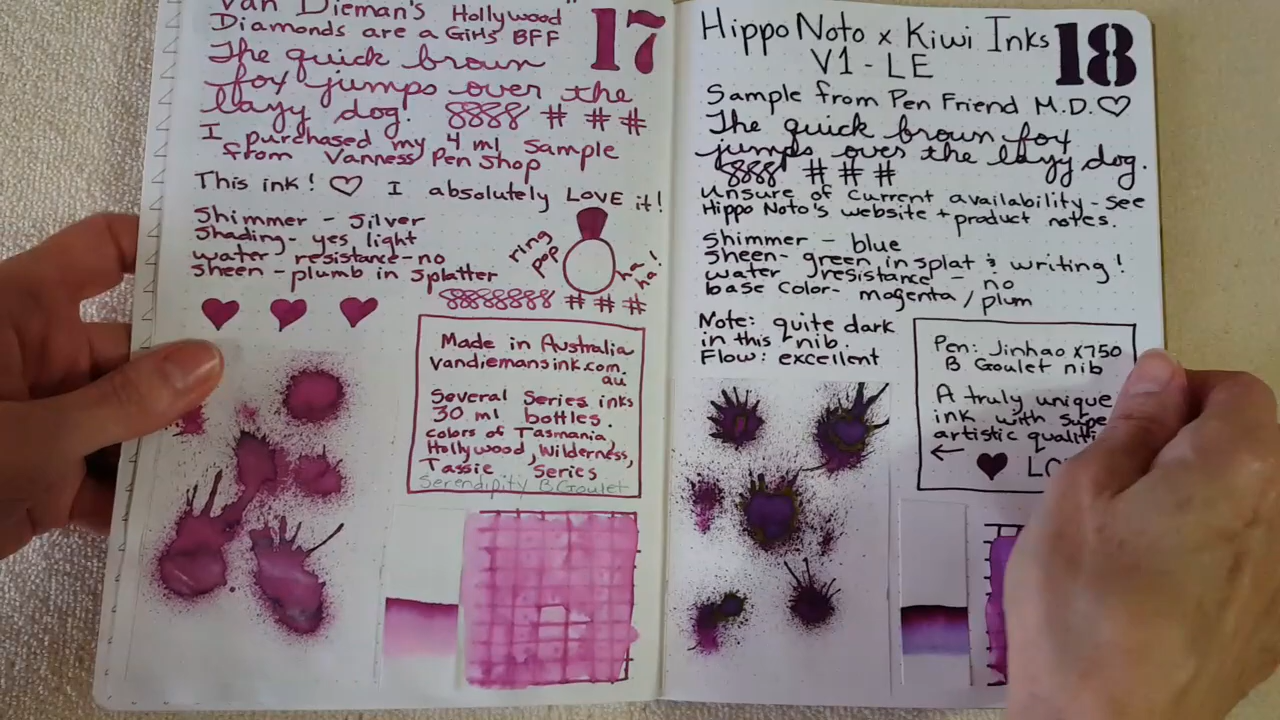 Van Dieman's Hollywood "
Diamonds are a Girls BFF
17
The quick brown
fox jumps over the
lazy dog. 8888 # # #
I purchased my 4 ml sample
from Vanness Pen Shop
This ink! ♡ I absolutely LOVE it!
Shimmer - Silver
Shading - yes light
water resistance - no
Sheen - plumb in splatter
ring pop
ha! ha!
88888888 # # #
Made in Australia
vandiemansink.com.
au
Several Series inks
30 ml bottles.
colors of Tasmania,
Hollywood, Wilderness,
Tassie Series
Serendipity B Goulet
Hippo Noto x Kiwi Inks
V1 - LE
18
Sample from Pen Friend M.D. ♡
The quick brown fox
jumps over the lazy dog.
8888 # # #
unsure of current availability - see
Hippo Noto's website + product notes.
Shimmer - blue
Sheen - green in splat & writing!
water resistance - no
base color - magenta / plum
Note: quite dark
in this nib.
Flow: excellent
Pen: Jinhao x750
B Goulet nib
A truly unique
ink with
artistic
← ♥